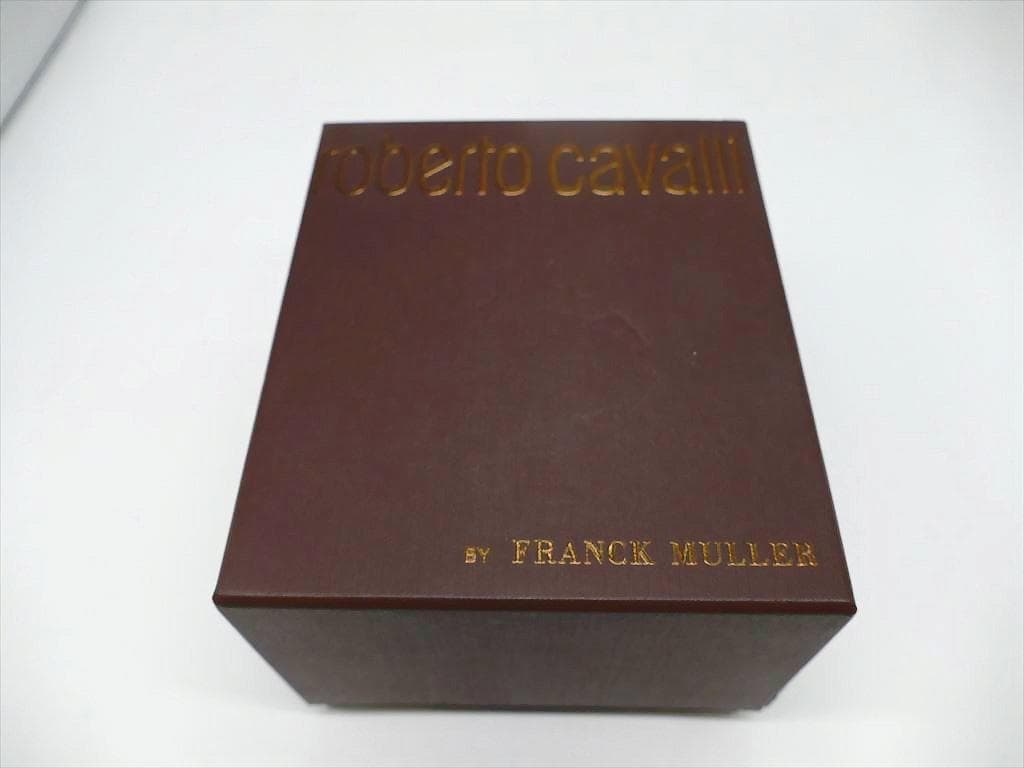 roberto cavalli
BY FRANCK MULLER